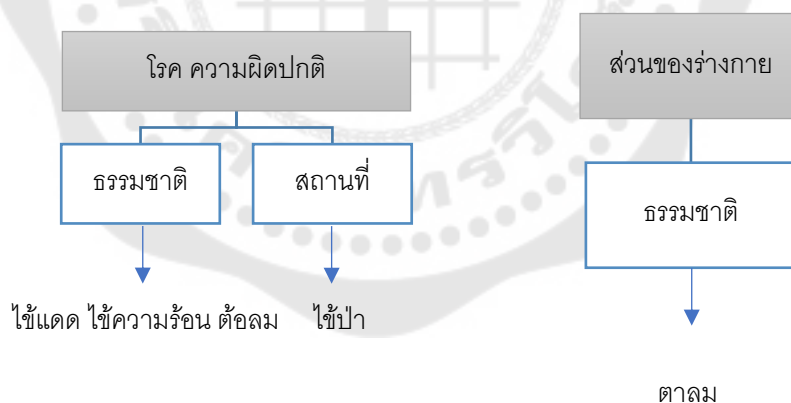 โรค ความผิดปกติ
ส่วนของร่างกาย
ธรรมชาติ
สถานที่
ธรรมชาติ
ไข้แดด ไข้ความร้อน ต้อลม
ไข้ป่า
ตาลม